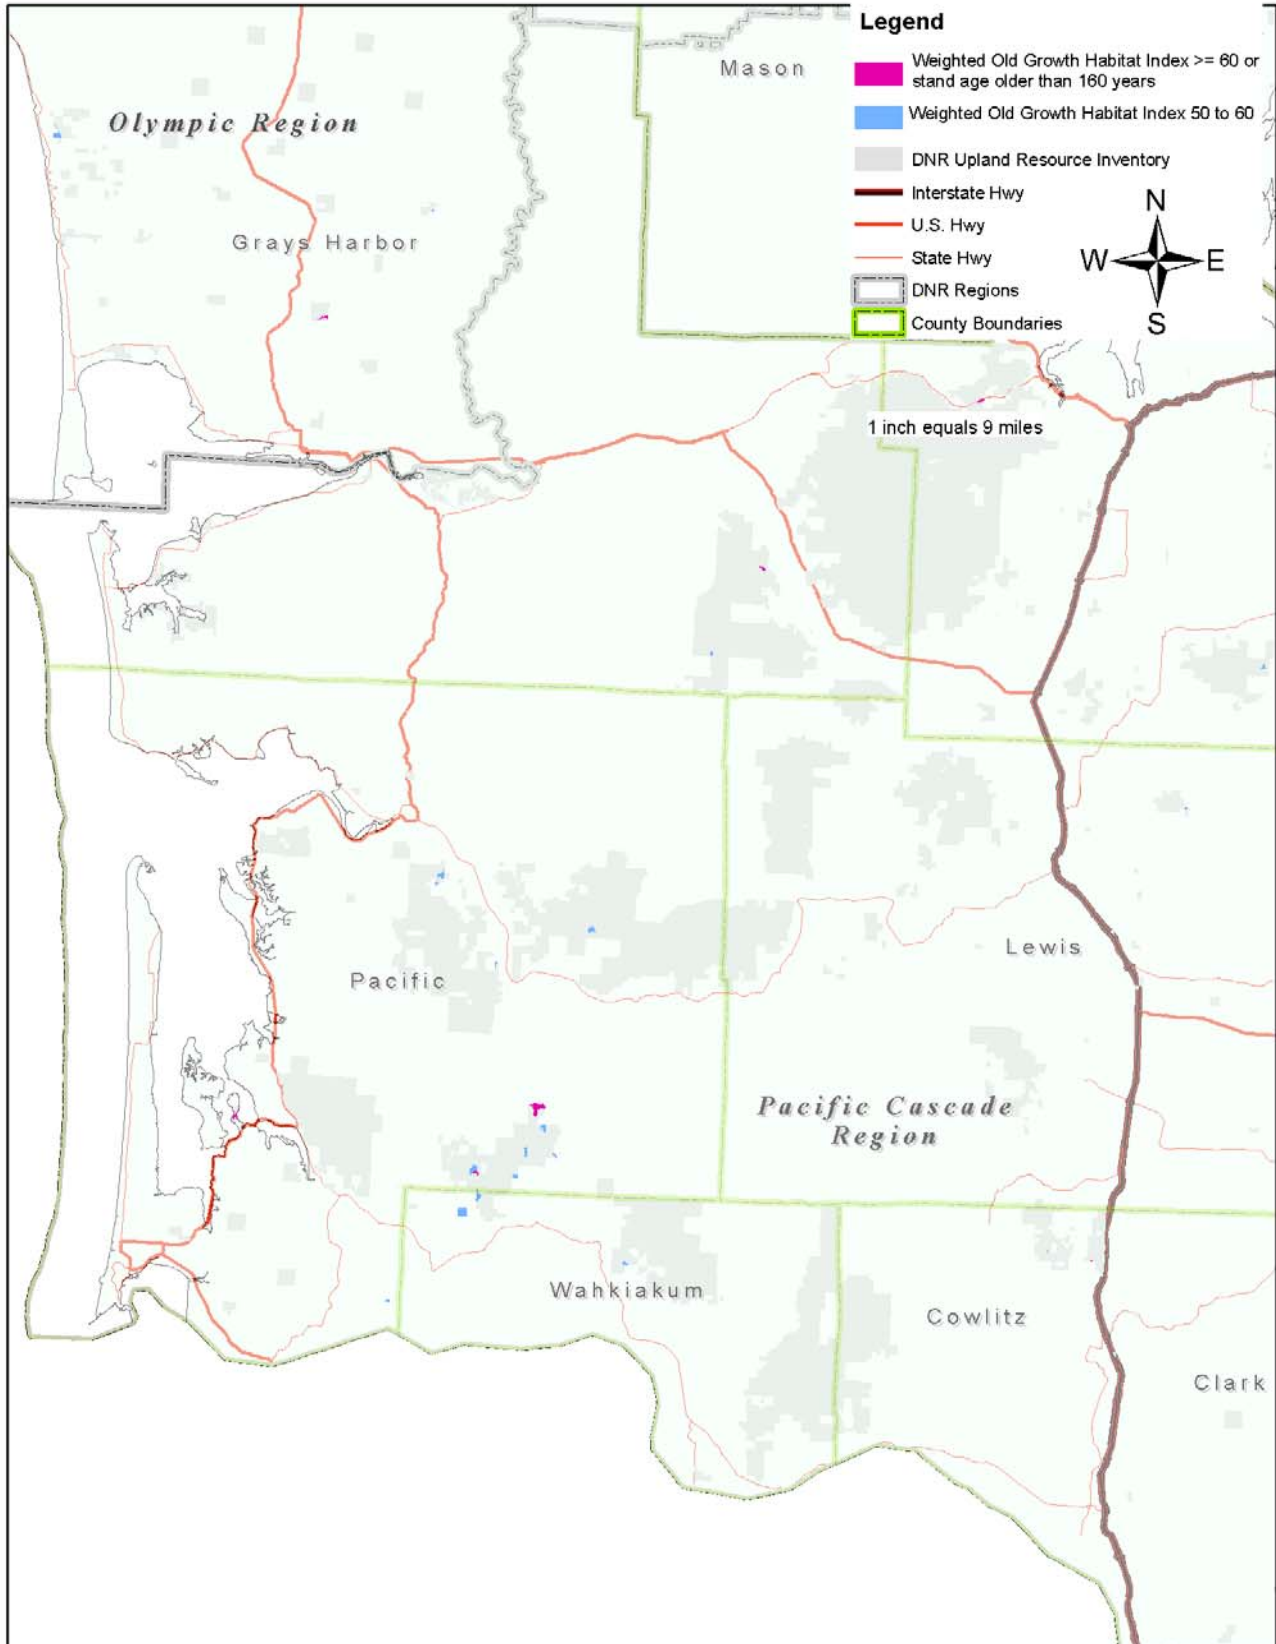 Legend
Weighted Old Growth Habitat Index >= 60 or
stand age older than 160 years
Weighted Old Growth Habitat Index 50 to 60
DNR Upland Resource Inventory
Interstate Hwy
U.S. Hwy
State Hwy
DNR Regions
County Boundaries
N
W E
S
Mason
Olympic Region
Grays Harbor
1 inch equals 9 miles
Lewis
Pacific
Pacific Cascade
Region
Wahkiakum
Cowlitz
Clark